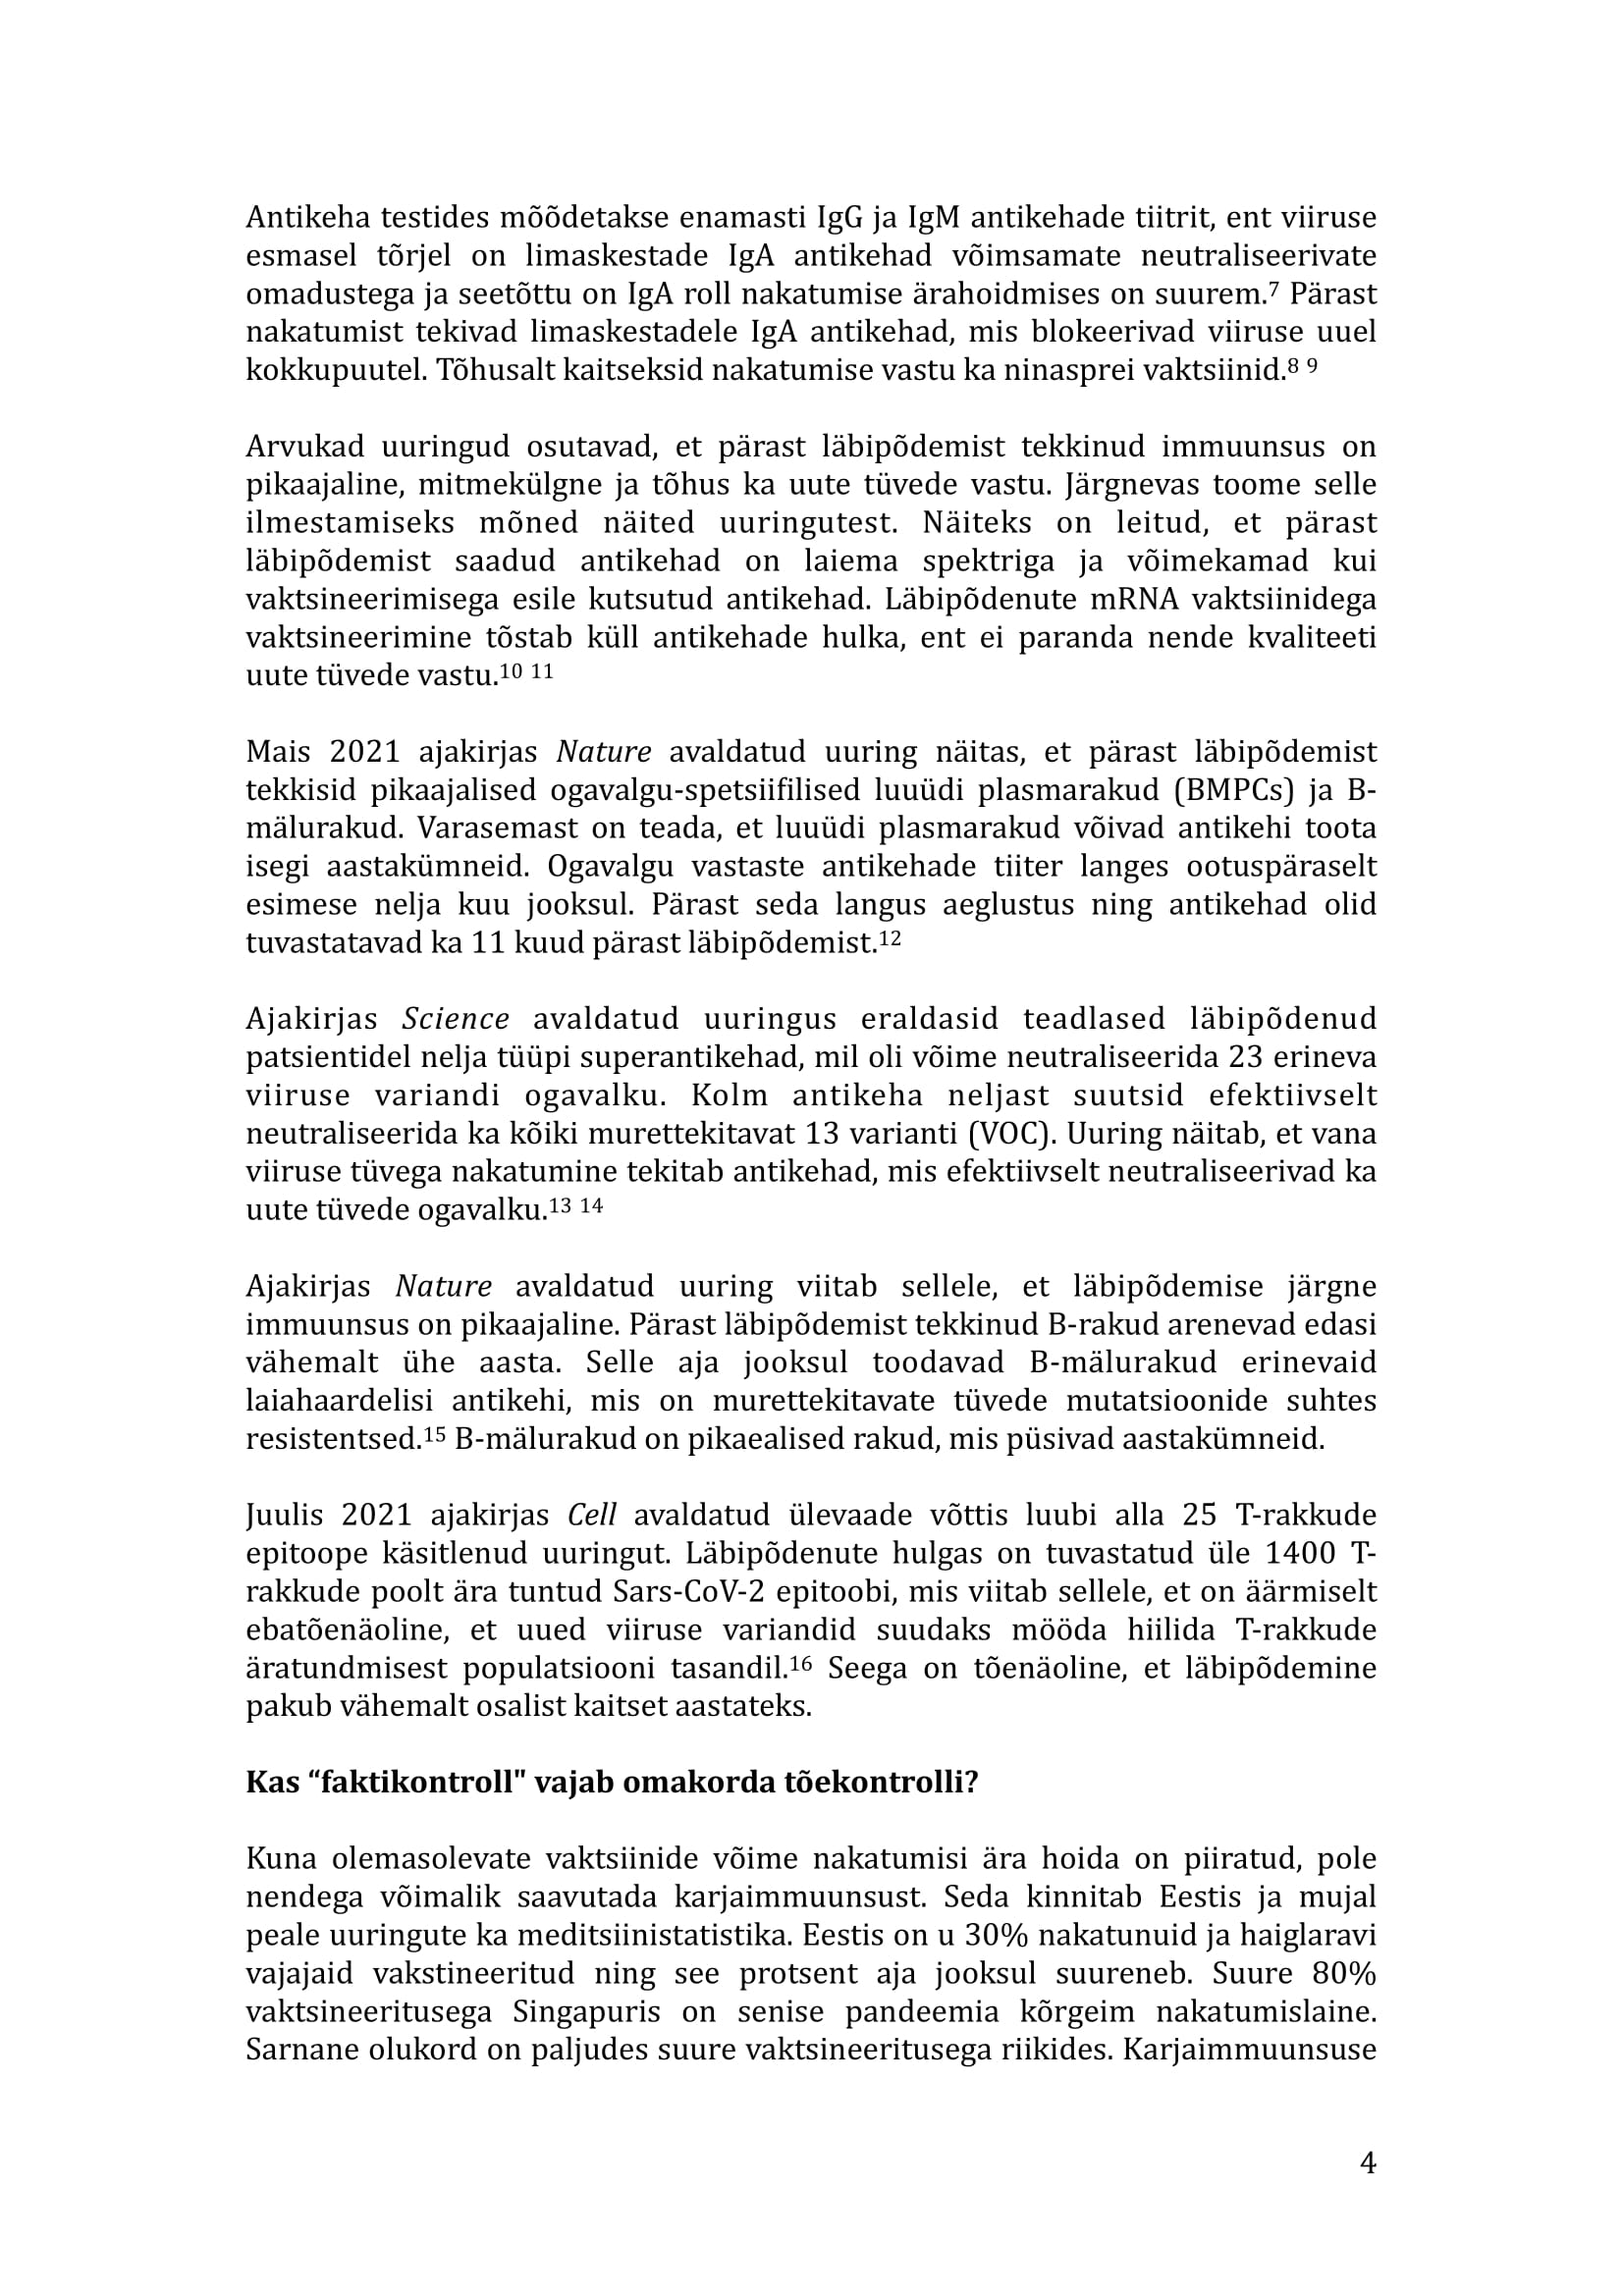 Antikeha testides mõõdetakse enamasti IgG ja IgM antikehade tiitrit, ent viiruse
esmasel tõrjel on limaskestade IgA antikehad võimsamate neutraliseerivate
omadustega ja seetõttu on IgA roll nakatumise ärahoidmises on suurem.7 Pärast
nakatumist tekivad limaskestadele IgA antikehad, mis blokeerivad viiruse uuel
kokkupuutel. Tõhusalt kaitseksid nakatumise vastu ka ninasprei vaktsiinid.8 9
Arvukad uuringud osutavad, et pärast läbipõdemist tekkinud immuunsus on
pikaajaline, mitmekülgne ja tõhus ka uute tüvede vastu. Järgnevas toome selle
ilmestamiseks mõned näited uuringutest. Näiteks on leitud, et pärast
läbipõdemist saadud antikehad on laiema spektriga ja võimekamad kui
vaktsineerimisega esile kutsutud antikehad. Läbipõdenute mRNA vaktsiinidega
vaktsineerimine tõstab küll antikehade hulka, ent ei paranda nende kvaliteeti
uute tüvede vastu.10 11
Mais 2021 ajakirjas Nature avaldatud uuring näitas, et pärast läbipõdemist
tekkisid pikaajalised ogavalgu-spetsiifilised luuüdi plasmarakud (BMPCs) ja B-
mälurakud. Varasemast on teada, et luuüdi plasmarakud võivad antikehi toota
isegi aastakümneid. Ogavalgu vastaste antikehade tiiter langes ootuspäraselt
esimese nelja kuu jooksul. Pärast seda langus aeglustus ning antikehad olid
tuvastatavad ka 11 kuud pärast läbipõdemist.12
Ajakirjas Science avaldatud uuringus eraldasid teadlased läbipõdenud
patsientidel nelja tüüpi superantikehad, mil oli võime neutraliseerida 23 erineva
viiruse variandi ogavalku. Kolm antikeha neljast suutsid efektiivselt
neutraliseerida ka kõiki murettekitavat 13 varianti (VOC). Uuring näitab, et vana
viiruse tüvega nakatumine tekitab antikehad, mis efektiivselt neutraliseerivad ka
uute tüvede ogavalku.13 14
Ajakirjas Nature avaldatud uuring viitab sellele, et läbipõdemise järgne
immuunsus on pikaajaline. Pärast läbipõdemist tekkinud B-rakud arenevad edasi
vähemalt ühe aasta. Selle aja jooksul toodavad B-mälurakud erinevaid
laiahaardelisi antikehi, mis on murettekitavate tüvede mutatsioonide suhtes
resistentsed.15 B-mälurakud on pikaealised rakud, mis püsivad aastakümneid.
Juulis 2021 ajakirjas Cell avaldatud ülevaade võttis luubi alla 25 T-rakkude
epitoope käsitlenud uuringut. Läbipõdenute hulgas on tuvastatud üle 1400 T-
rakkude poolt ära tuntud Sars-CoV-2 epitoobi, mis viitab sellele, et on äärmiselt
ebatõenäoline, et uued viiruse variandid suudaks mööda hiilida T-rakkude
äratundmisest populatsiooni tasandil.16 Seega on tõenäoline, et läbipõdemine
pakub vähemalt osalist kaitset aastateks.
Kas “faktikontroll" vajab omakorda tõekontrolli?
Kuna olemasolevate vaktsiinide võime nakatumisi ära hoida on piiratud, pole
nendega võimalik saavutada karjaimmuunsust. Seda kinnitab Eestis ja mujal
peale uuringute ka meditsiinistatistika. Eestis on u 30% nakatunuid ja haiglaravi
vajajaid vakstineeritud ning see protsent aja jooksul suureneb. Suure 80%
vaktsineeritusega Singapuris on senise pandeemia kõrgeim nakatumislaine.
Sarnane olukord on paljudes suure vaktsineeritusega riikides. Karjaimmuunsuse
4